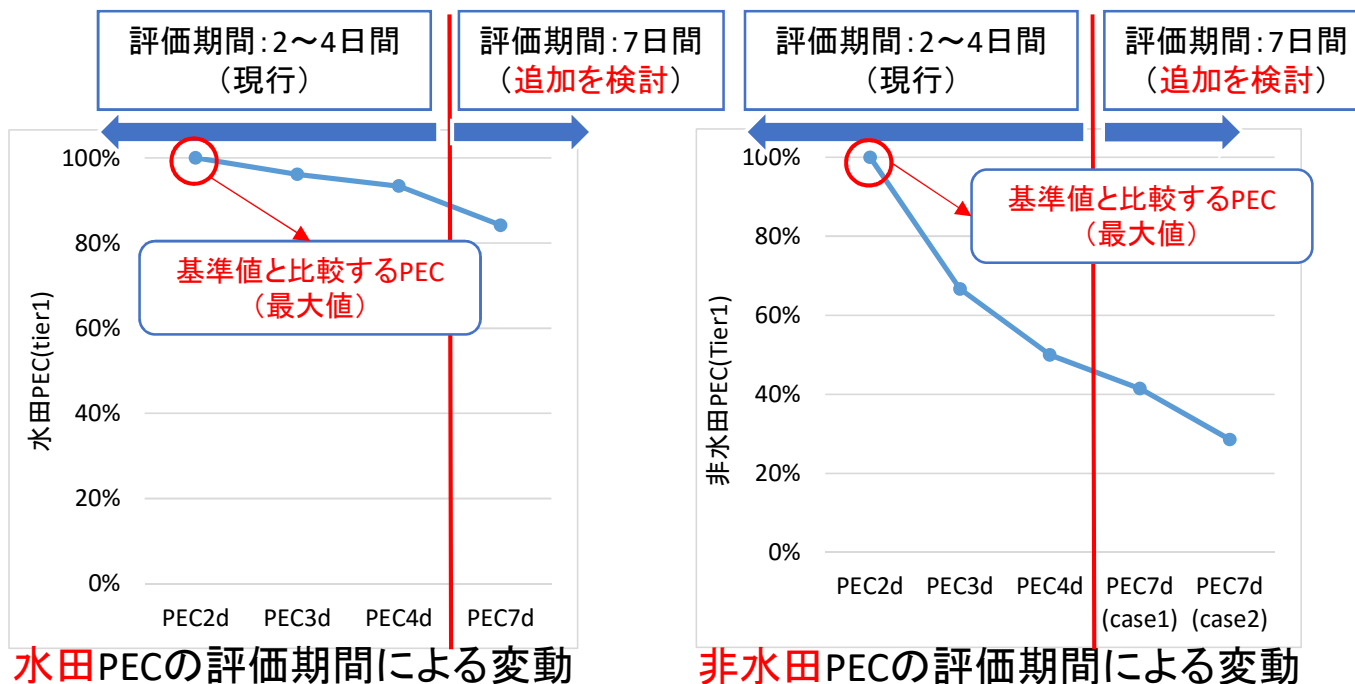 評価期間：2～4日間
（現行）
評価期間：7日間
（追加を検討）
100%
80%
60%
40%
20%
0%
水田PEC(tier1)
基準値と比較するPEC
（最大値）
PEC2d
PEC3d
PEC4d
PEC7d
水田PECの評価期間による変動
評価期間：2～4日間
（現行）
評価期間：7日間
（追加を検討）
100%
80%
60%
40%
20%
0%
非水田PEC(Tier1)
基準値と比較するPEC
（最大値）
PEC2d
PEC3d
PEC4d
PEC7d
(case1)
PEC7d
(case2)
非水田PECの評価期間による変動